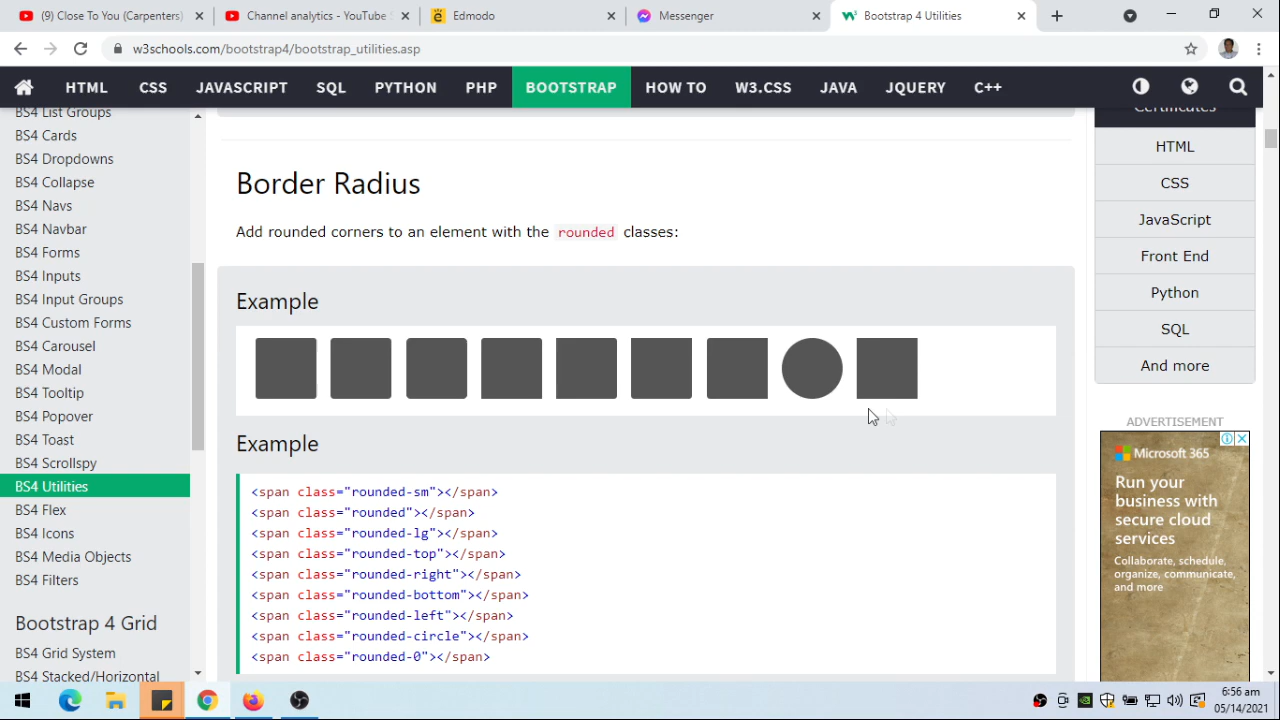 (9) Close To You (Carpenters)
Channel analytics - YouTube
Edmodo
Messenger
Bootstrap 4 Utilities
w3schools.com/bootstrap4/bootstrap_utilities.asp
HTML
CSS
JAVASCRIPT
SQL
PYTHON
PHP
BOOTSTRAP
HOW TO
W3.CSS
JAVA
JQUERY
C++
BS4 List Groups
BS4 Cards
BS4 Dropdowns
BS4 Collapse
BS4 Navs
BS4 Navbar
BS4 Forms
BS4 Inputs
BS4 Input Groups
BS4 Custom Forms
BS4 Carousel
BS4 Modal
BS4 Tooltip
BS4 Popover
BS4 Toast
BS4 Scrollspy
BS4 Utilities
BS4 Flex
BS4 Icons
BS4 Media Objects
BS4 Filters
Bootstrap 4 Grid
BS4 Grid System
BS4 Stacked/Horizontal
Border Radius
Add rounded corners to an element with the rounded classes:
Example
Example
<span class="rounded-sm"></span>
<span class="rounded"></span>
<span class="rounded-lg"></span>
<span class="rounded-top"></span>
<span class="rounded-right"></span>
<span class="rounded-bottom"></span>
<span class="rounded-left"></span>
<span class="rounded-circle"></span>
<span class="rounded-0"></span>
Certificates
HTML
CSS
JavaScript
Front End
Python
SQL
And more
ADVERTISEMENT
Microsoft 365
Run your
business with
secure cloud
services
Collaborate, schedule,
organize, communicate,
and more
6:56 am
05/14/2021